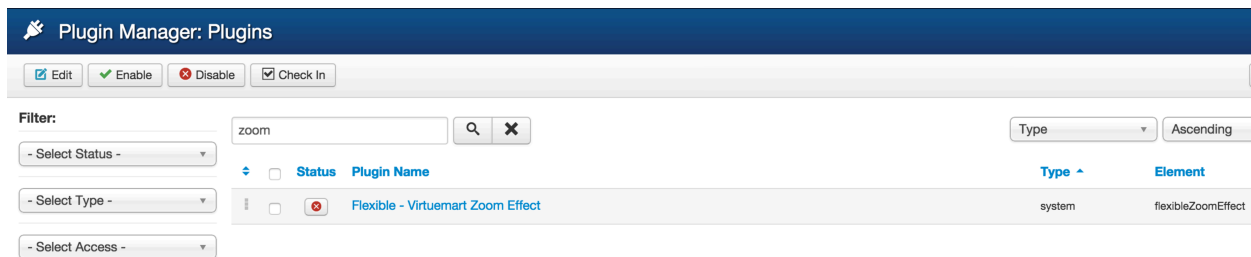 Plugin Manager: Plugins
Edit Enable Disable Check In
Filter:
zoom
Type Ascending
- Select Status -
Status Plugin Name Type Element
- Select Type -
Flexible - Virtuemart Zoom Effect system flexibleZoomEffect
- Select Access -